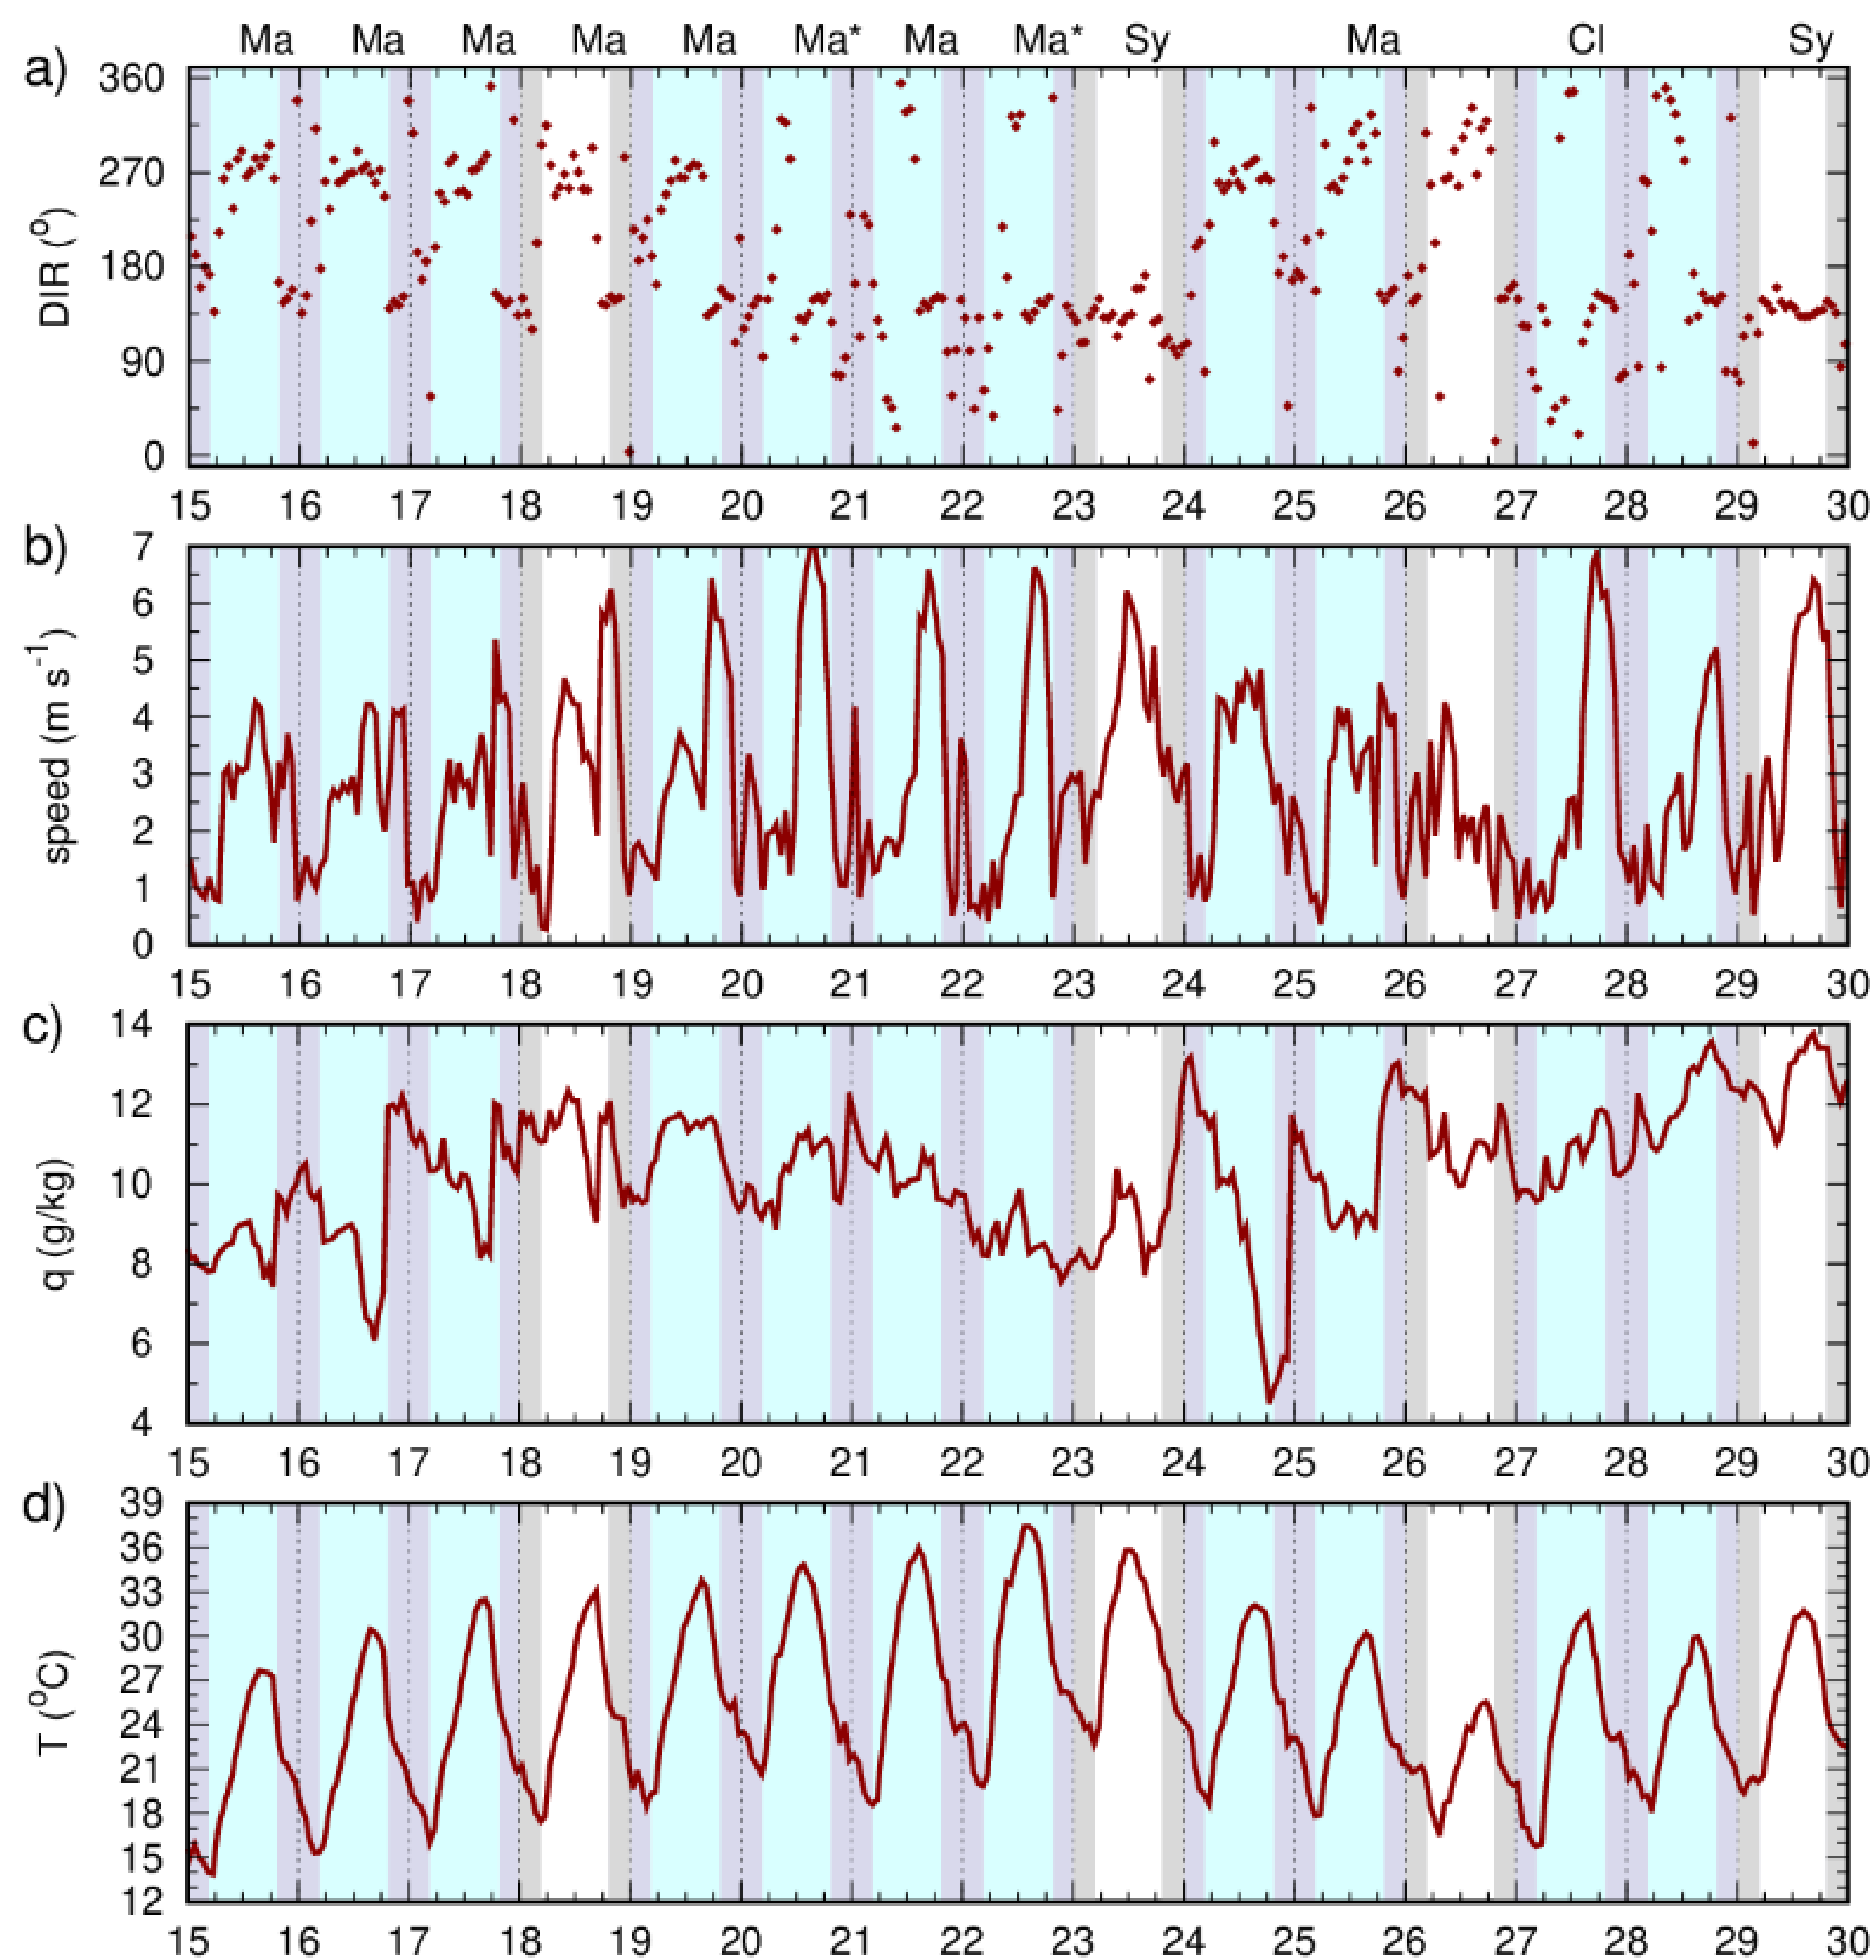 Ma Ma Ma Ma Ma Ma* Ma Ma* Sy Ma Cl Sy
a)
360
270
180
90
0
DIR (º)
15 16 17 18 19 20 21 22 23 24 25 26 27 28 29 30
b)
7
6
5
4
3
2
1
0
speed (m s⁻¹)
15 16 17 18 19 20 21 22 23 24 25 26 27 28 29 30
c)
14
12
10
8
6
4
q (g/kg)
15 16 17 18 19 20 21 22 23 24 25 26 27 28 29 30
d)
39
36
33
30
27
24
21
18
15
12
T (ºC)
15 16 17 18 19 20 21 22 23 24 25 26 27 28 29 30